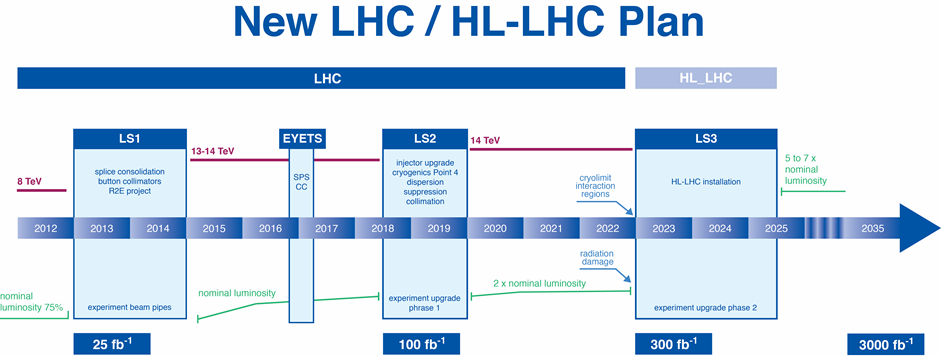 New LHC / HL-LHC Plan
LHC
HL_LHC
LS1
EYETS
LS2
14 TeV
LS3
13-14 TeV
8 TeV
splice consolidation
button collimators
R2E project
SPS
CC
injector upgrade
cryogenics Point 4
dispersion
suppression
collimation
cryolimit
interaction
regions
HL-LHC installation
5 to 7 x
nominal
luminosity
2012
2013
2014
2015
2016
2017
2018
2019
2020
2021
2022
2023
2024
2025
2035
radiation
damage
nominal
luminosity 75%
experiment beam pipes
nominal luminosity
experiment upgrade
phrase 1
2 x nominal luminosity
experiment upgrade phase 2
25 fb⁻¹
100 fb⁻¹
300 fb⁻¹
3000 fb⁻¹